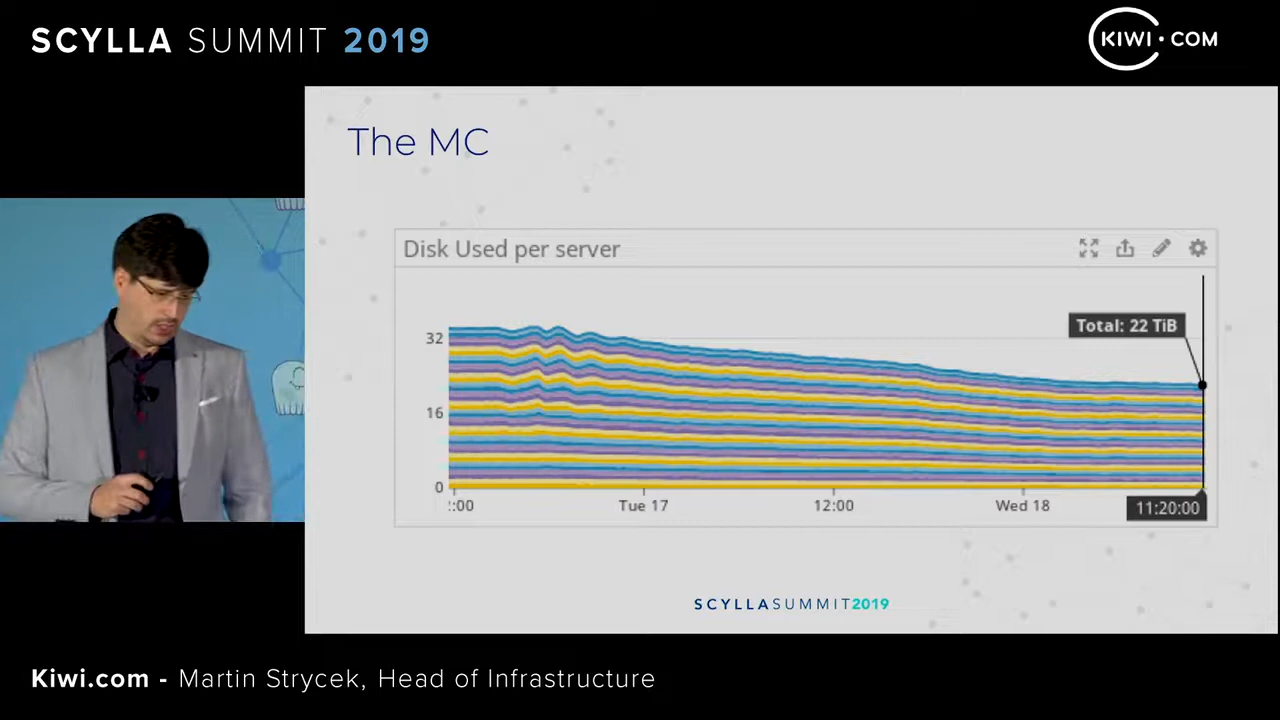 SCYLLA SUMMIT 2019
KIWI.COM
The MC
Disk Used per server
Total: 22 TiB
32
16
0
:00
Tue 17
12:00
Wed 18
11:20:00
SCYLLASUMMIT2019
Kiwi.com - Martin Strycek, Head of Infrastructure